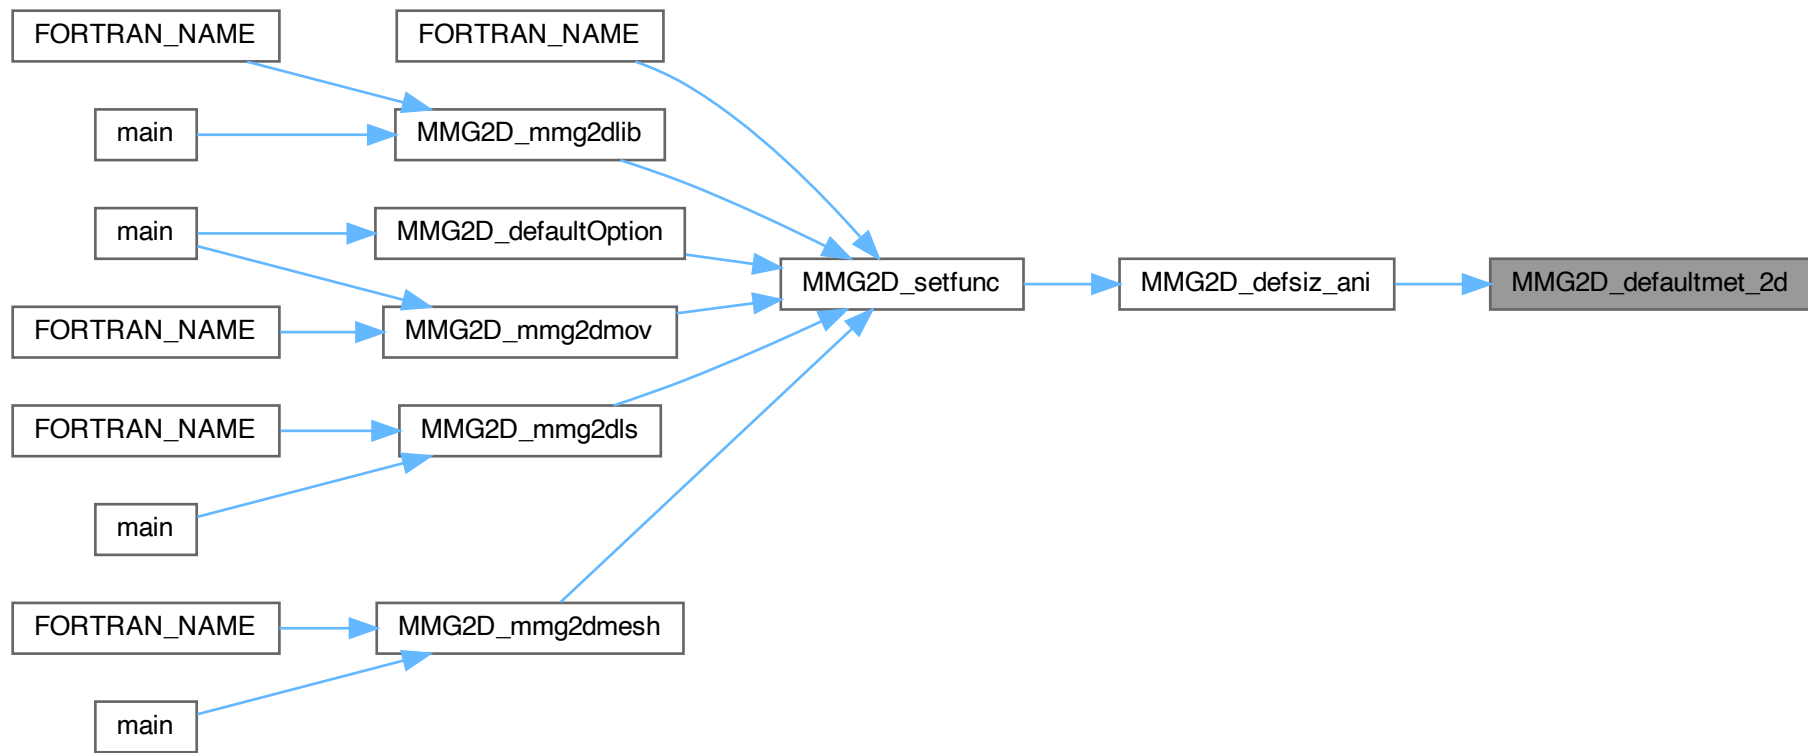 FORTRAN_NAME
FORTRAN_NAME
main
MMG2D_mmg2dlib
main
MMG2D_defaultOption
MMG2D_setfunc
MMG2D_defsiz_ani
MMG2D_defaultmet_2d
FORTRAN_NAME
MMG2D_mmg2dmov
FORTRAN_NAME
MMG2D_mmg2dls
main
FORTRAN_NAME
MMG2D_mmg2dmesh
main